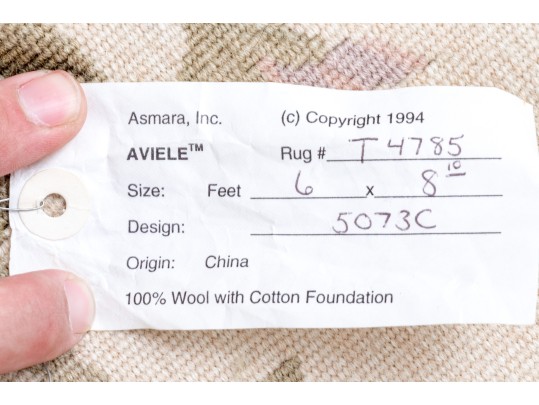 Asmara, Inc. (c) Copyright 1994
AVIELE™ Rug # T 4785
Size: Feet 6 x 8 10
Design: 5073C
Origin: China
100% Wool with Cotton Foundation